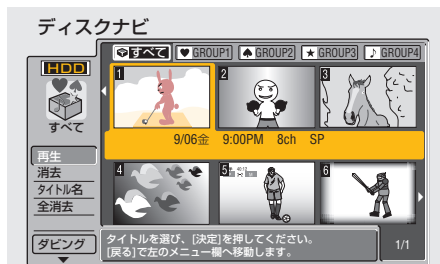 ディスクナビ
すべて ♥GROUP1 ♠GROUP2 ★GROUP3 ♪GROUP4
HDD
すべて
1 2 3
9/06金 9:00PM 8ch SP
再生
消去
タイトル名
全消去
4 5 6
ダビング
タイトルを選び、[決定]を押してください。
[戻る]で左のメニュー欄へ移動します。
1/1